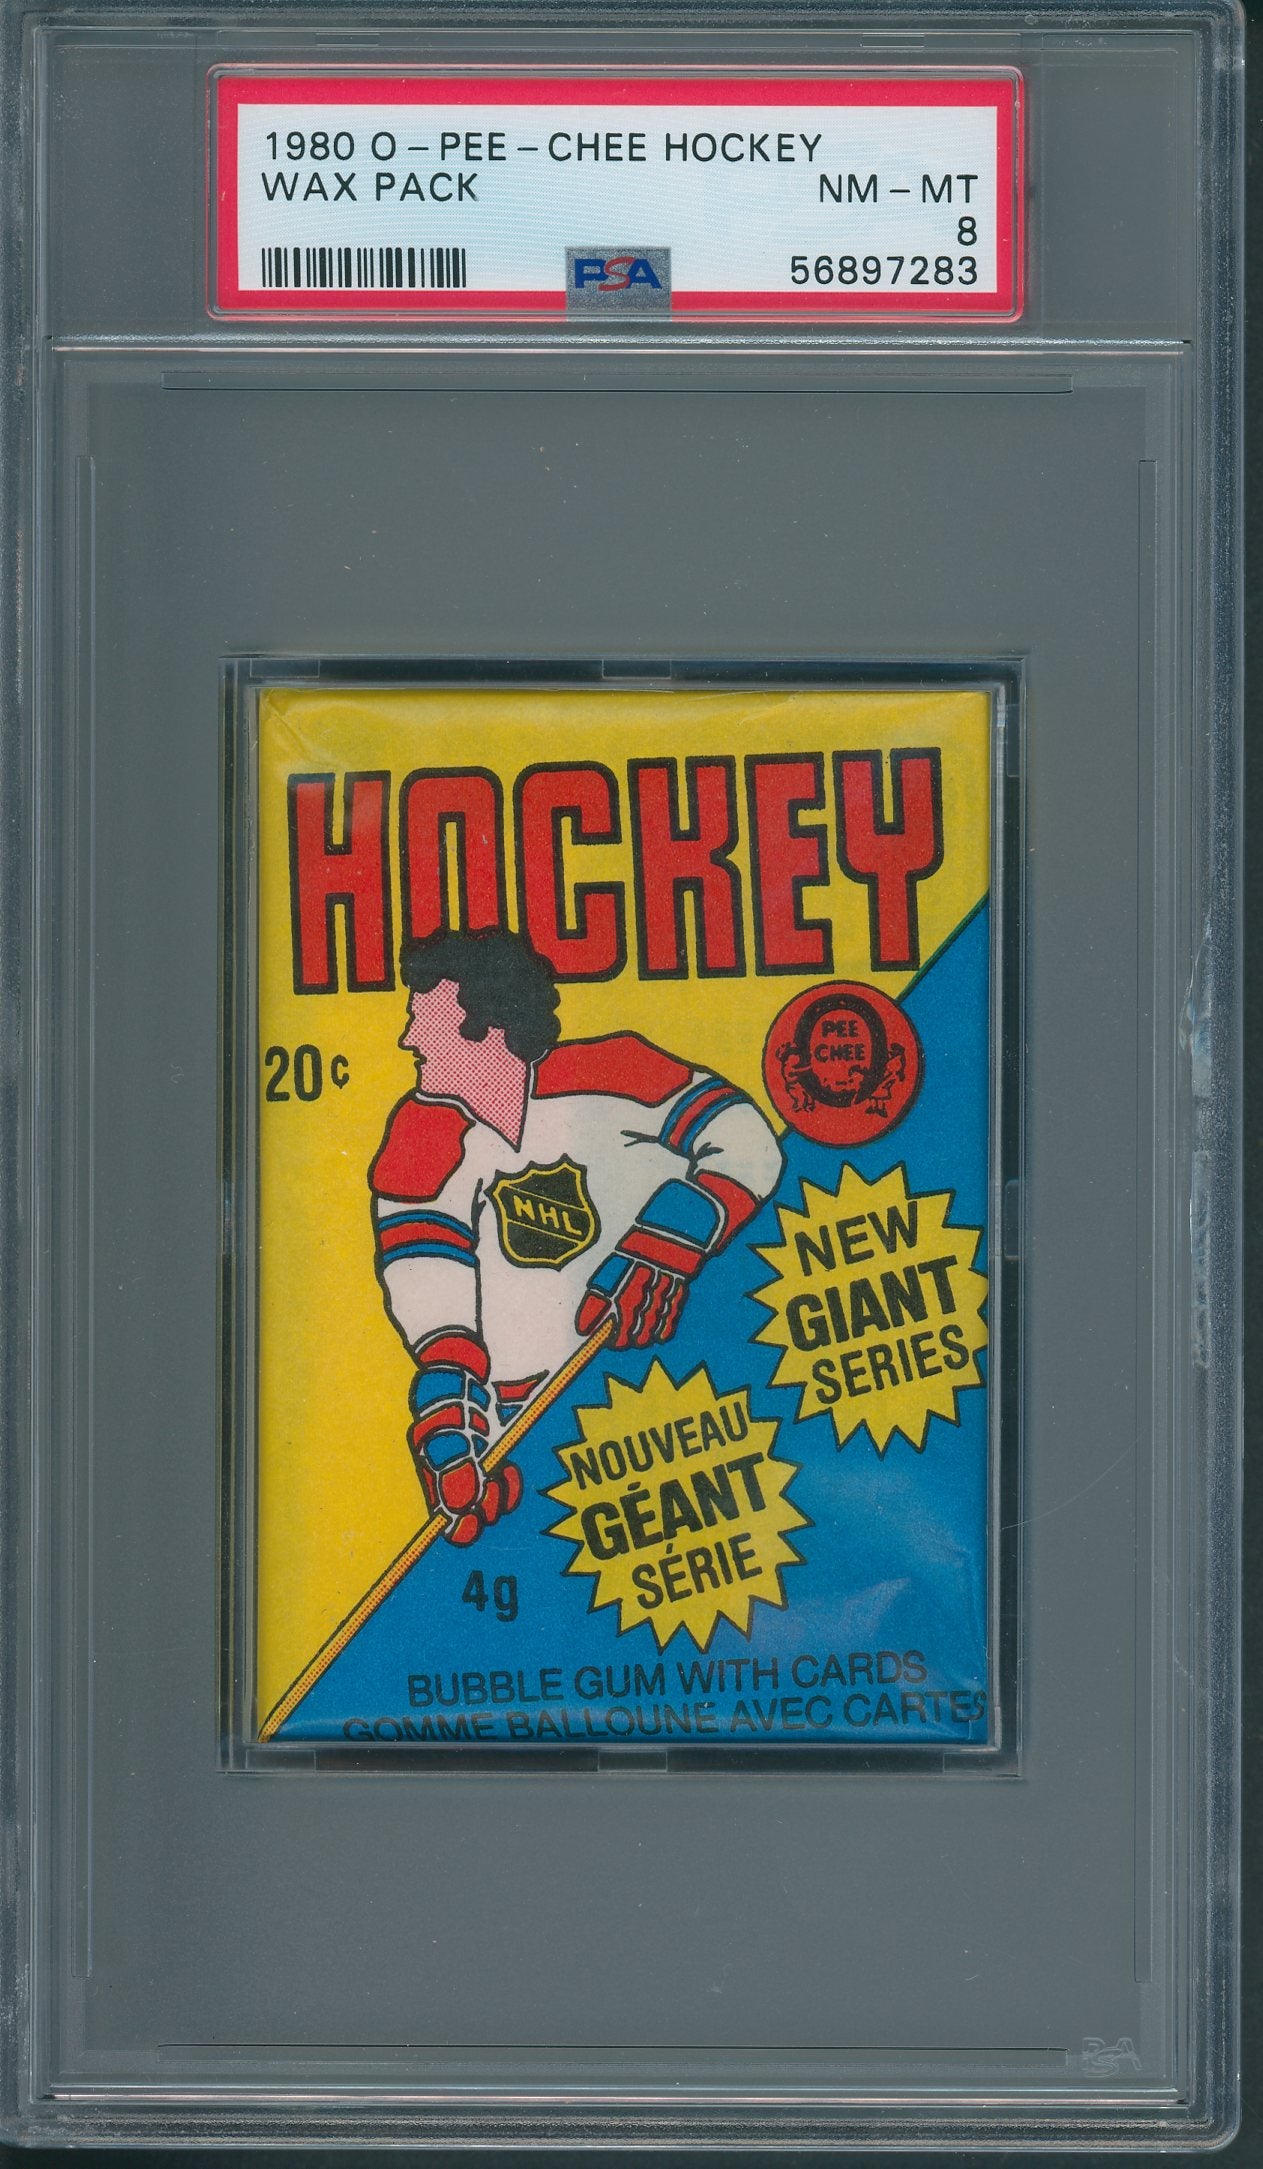 1980 O-PEE-CHEE HOCKEY
WAX PACK
NM-MT
8
PSA
56897283
HOCKEY
20¢
PEE
CHEE
NHL
NEW
GIANT
SERIES
NOUVEAU
GÉANT
SÉRIE
4g
BUBBLE GUM WITH CARDS
GOMME BALLOUNE AVEC CARTES
PSA